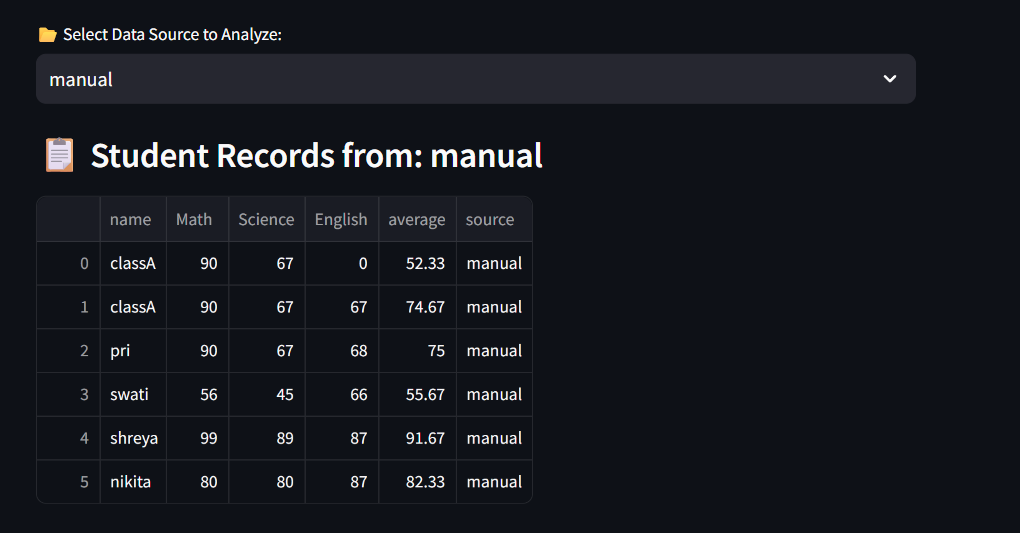 📂 Select Data Source to Analyze:
manual
📋 Student Records from: manual
name Math Science English average source
0 classA 90 67 0 52.33 manual
1 classA 90 67 67 74.67 manual
2 pri 90 67 68 75 manual
3 swati 56 45 66 55.67 manual
4 shreya 99 89 87 91.67 manual
5 nikita 80 80 87 82.33 manual